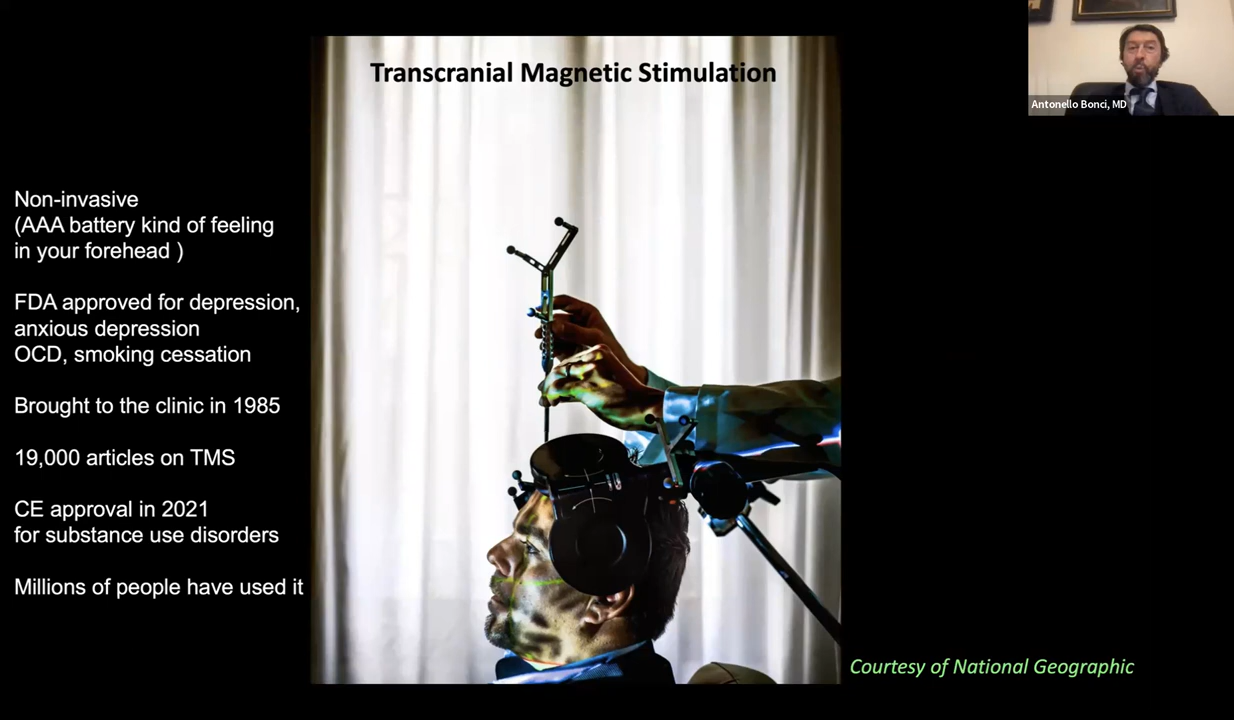 Transcranial Magnetic Stimulation
Antonello Bonci, MD
Non-invasive
(AAA battery kind of feeling
in your forehead )
FDA approved for depression,
anxious depression
OCD, smoking cessation
Brought to the clinic in 1985
19,000 articles on TMS
CE approval in 2021
for substance use disorders
Millions of people have used it
Courtesy of National Geographic